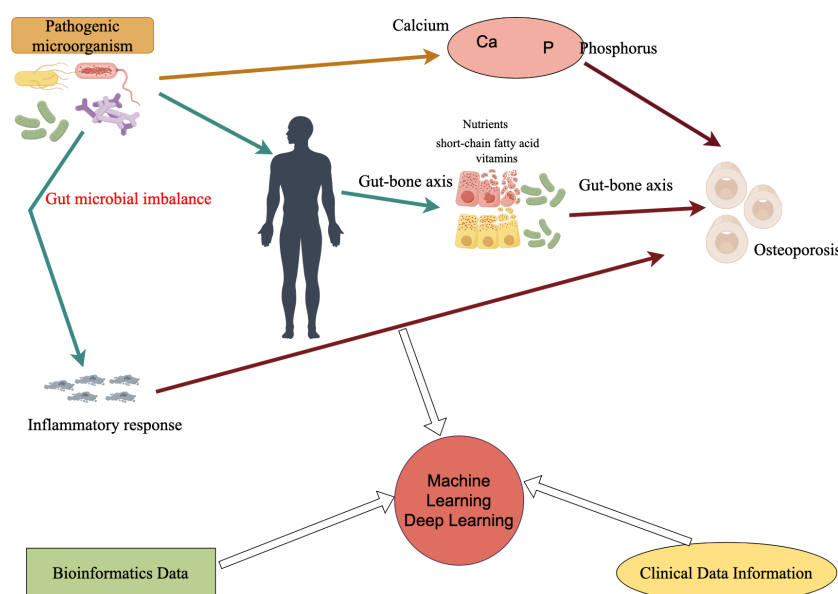 Pathogenic
microorganism
Calcium
Ca
P
Phosphorus
Nutrients
short-chain fatty acid
vitamins
Gut-bone axis
Gut-bone axis
Gut microbial imbalance
Osteoporosis
Inflammatory response
Machine
Learning
Deep Learning
Bioinformatics Data
Clinical Data Information